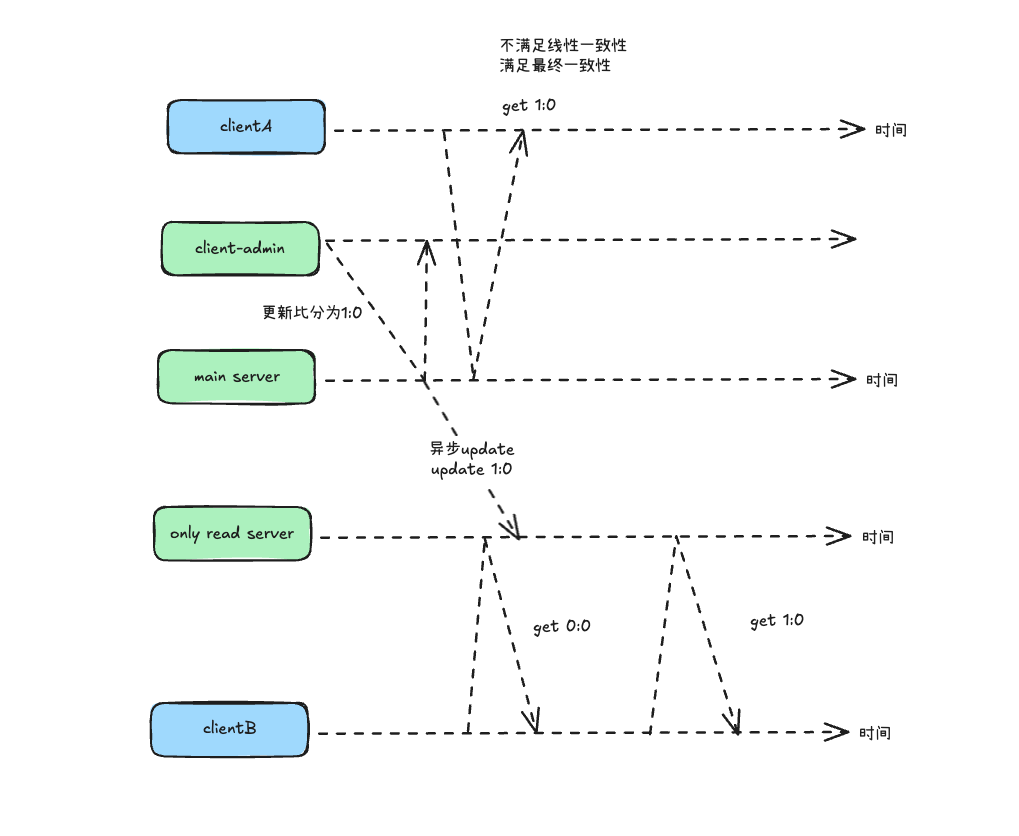 不满足线性一致性
满足最终一致性
get 1:0
clientA
时间
client-admin
更新比分为1:0
main server
时间
异步update
update 1:0
only read server
时间
get 0:0
get 1:0
clientB
时间